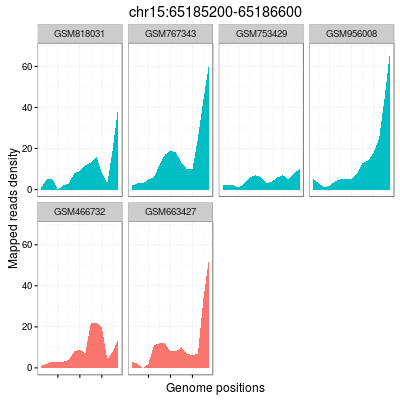 chr15:65185200-65186600
GSM818031 GSM767343 GSM753429 GSM956008
60
40
20
0
Mapped reads density
GSM466732 GSM663427
60
40
20
0
Genome positions